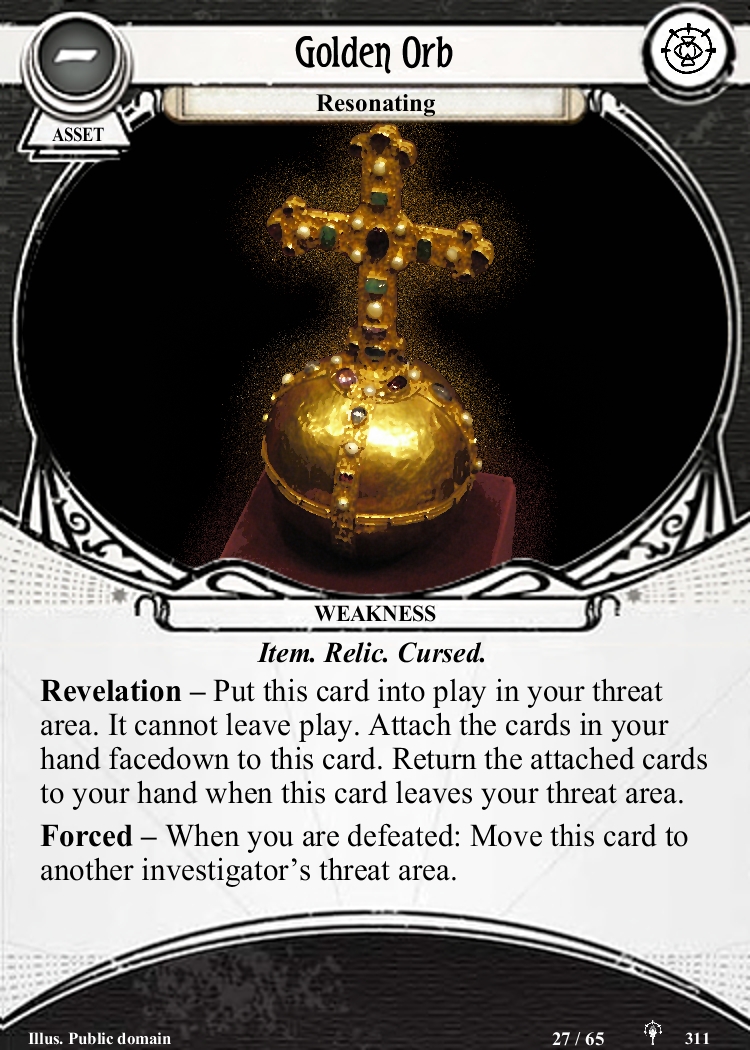 –
Golden Orb
ASSET
Resonating
WEAKNESS
Item. Relic. Cursed.
Revelation – Put this card into play in your threat
area. It cannot leave play. Attach the cards in your
hand facedown to this card. Return the attached cards
to your hand when this card leaves your threat area.
Forced – When you are defeated: Move this card to
another investigator’s threat area.
Illus. Public domain
27 / 65
311